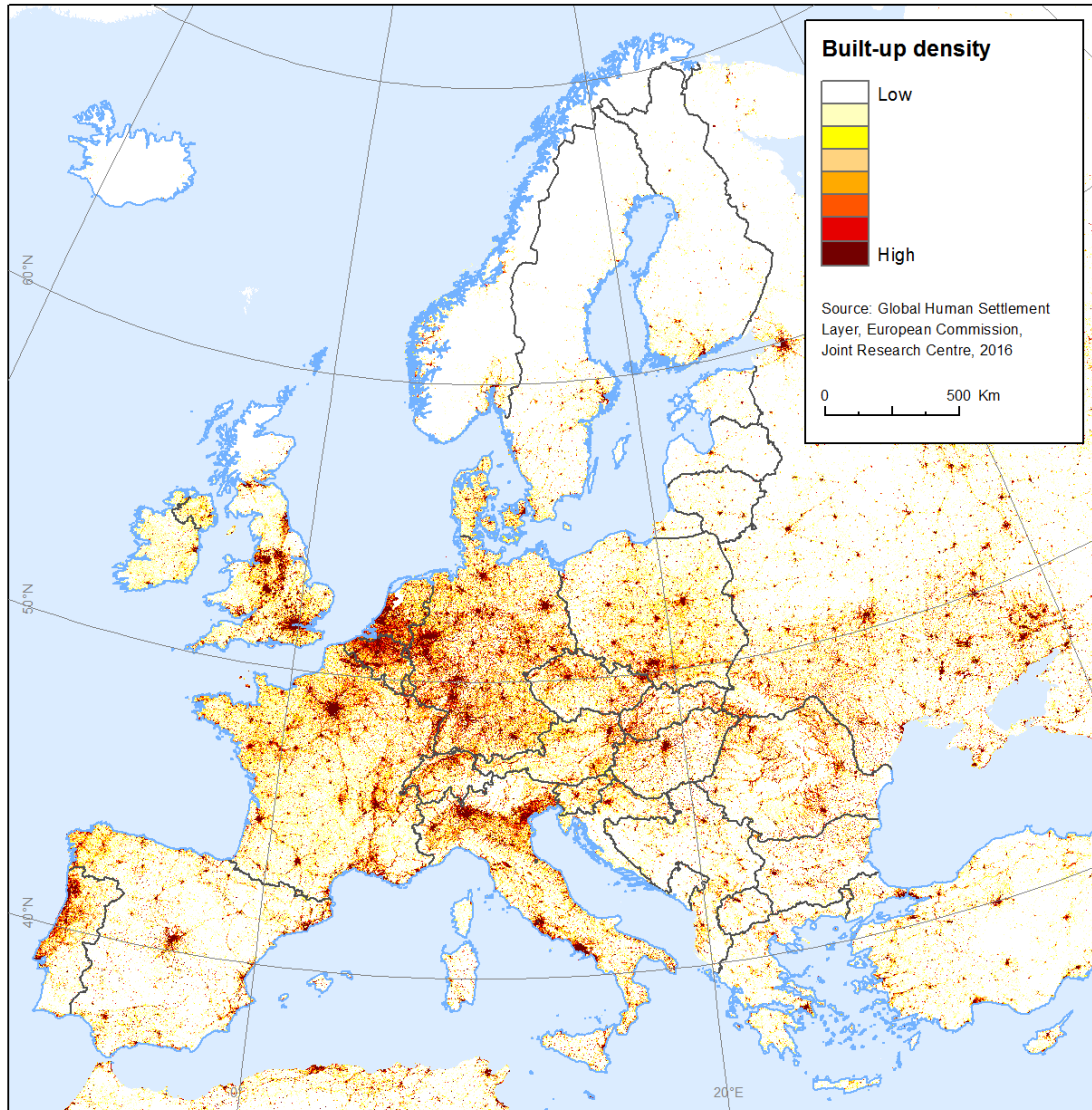 Built-up density
Low
High
Source: Global Human Settlement
Layer, European Commission,
Joint Research Centre, 2016
0 500 Km
60°N
50°N
40°N
0°
20°E